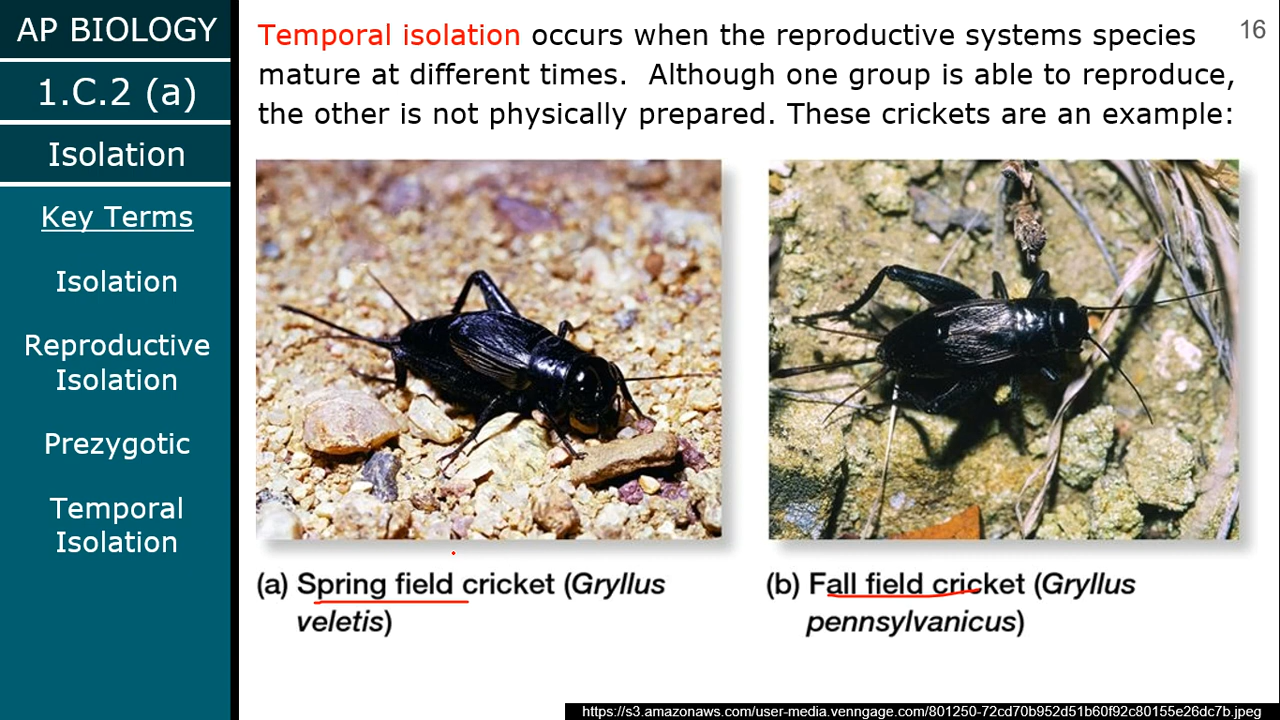 AP BIOLOGY
1.C.2 (a)
Isolation
Key Terms
Isolation
Reproductive
Isolation
Prezygotic
Temporal
Isolation
Temporal isolation occurs when the reproductive systems species
mature at different times.  Although one group is able to reproduce,
the other is not physically prepared. These crickets are an example:
16
(a) Spring field cricket (Gryllus
veletis)
(b) Fall field cricket (Gryllus
pennsylvanicus)
https://s3.amazonaws.com/user-media.venngage.com/801250-72cd70b952d51b60f92c80155e26dc7b.jpeg